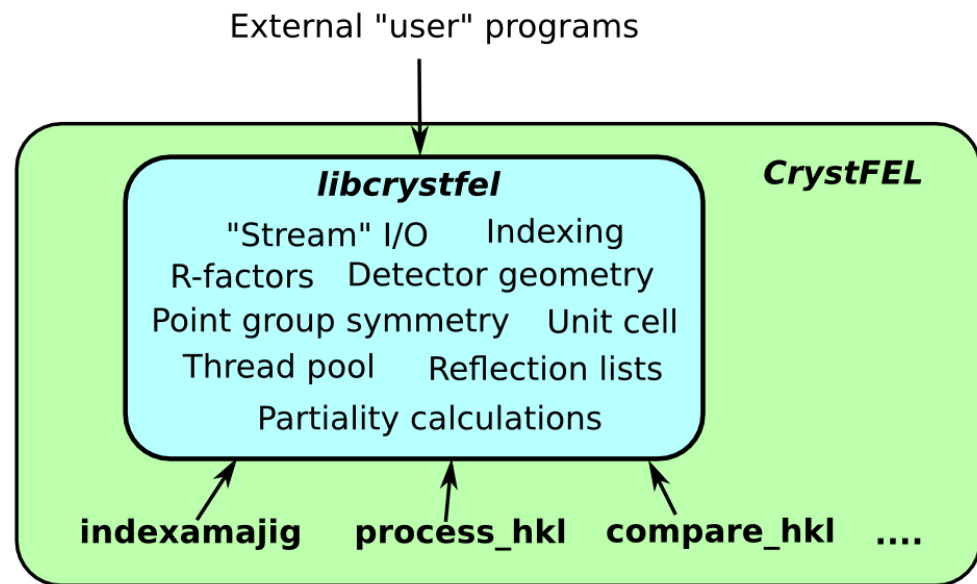 External "user" programs
CrystFEL
libcrystfel
"Stream" I/O Indexing
R-factors Detector geometry
Point group symmetry Unit cell
Thread pool Reflection lists
Partiality calculations
indexamajig process_hkl compare_hkl ....